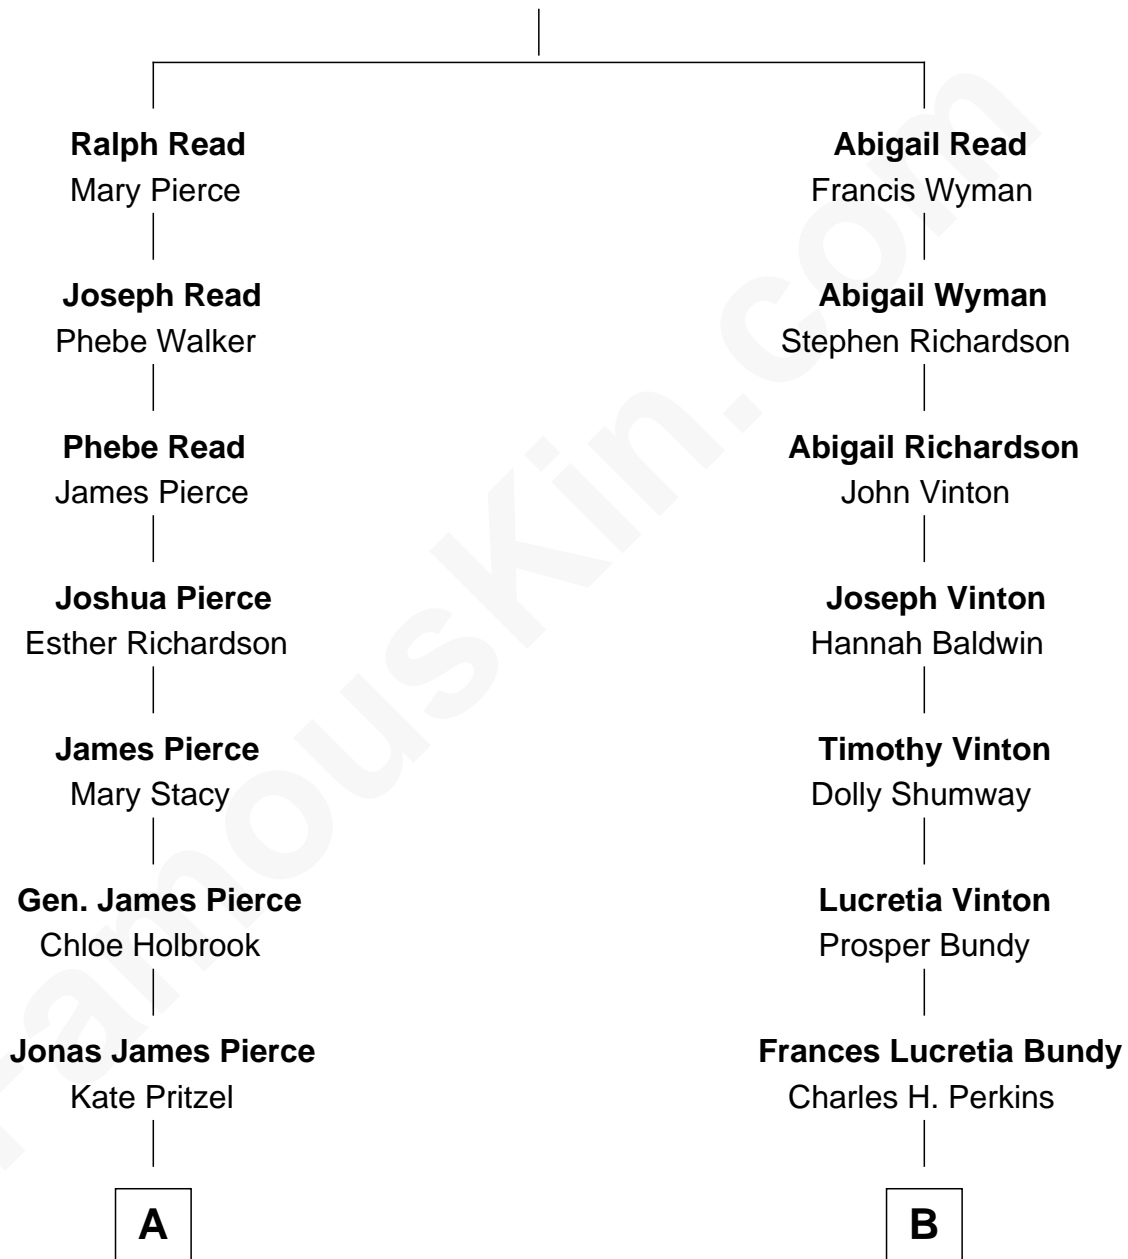 Ralph Read
Mary Pierce
Abigail Read
Francis Wyman
Joseph Read
Phebe Walker
Abigail Wyman
Stephen Richardson
Phebe Read
James Pierce
Abigail Richardson
John Vinton
Joshua Pierce
Esther Richardson
Joseph Vinton
Hannah Baldwin
James Pierce
Mary Stacy
Timothy Vinton
Dolly Shumway
Gen. James Pierce
Chloe Holbrook
Lucretia Vinton
Prosper Bundy
Jonas James Pierce
Kate Pritzel
Frances Lucretia Bundy
Charles H. Perkins
A
B
FamousKin.com